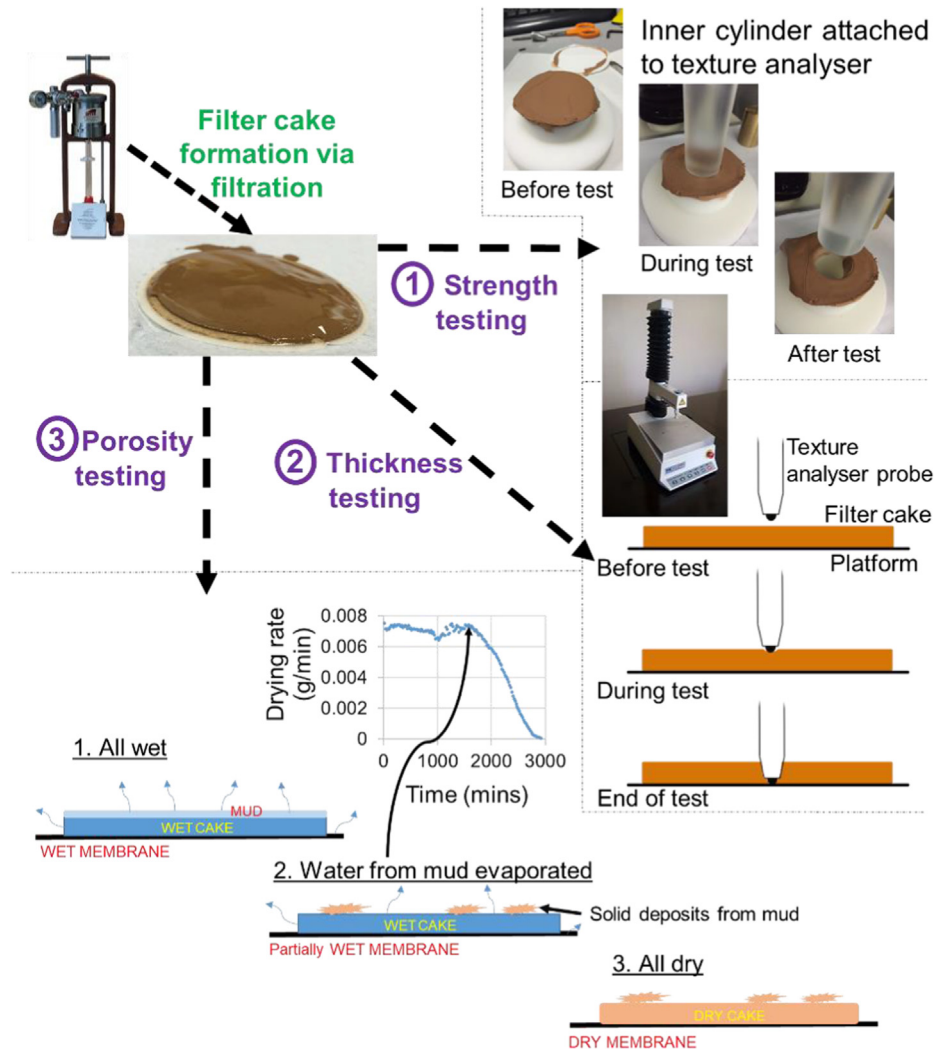 Filter cake
formation via
filtration
Inner cylinder attached
to texture analyser
Before test
During test
After test
1 Strength
testing
2 Thickness
testing
3 Porosity
testing
Texture
analyser probe
Filter cake
Platform
Before test
During test
End of test
Drying rate
(g/min)
0.008
0.006
0.004
0.002
0
0
1000
2000
3000
Time (mins)
1. All wet
MUD
WET CAKE
WET MEMBRANE
2. Water from mud evaporated
WET CAKE
Solid deposits from mud
Partially WET MEMBRANE
3. All dry
DRY CAKE
DRY MEMBRANE